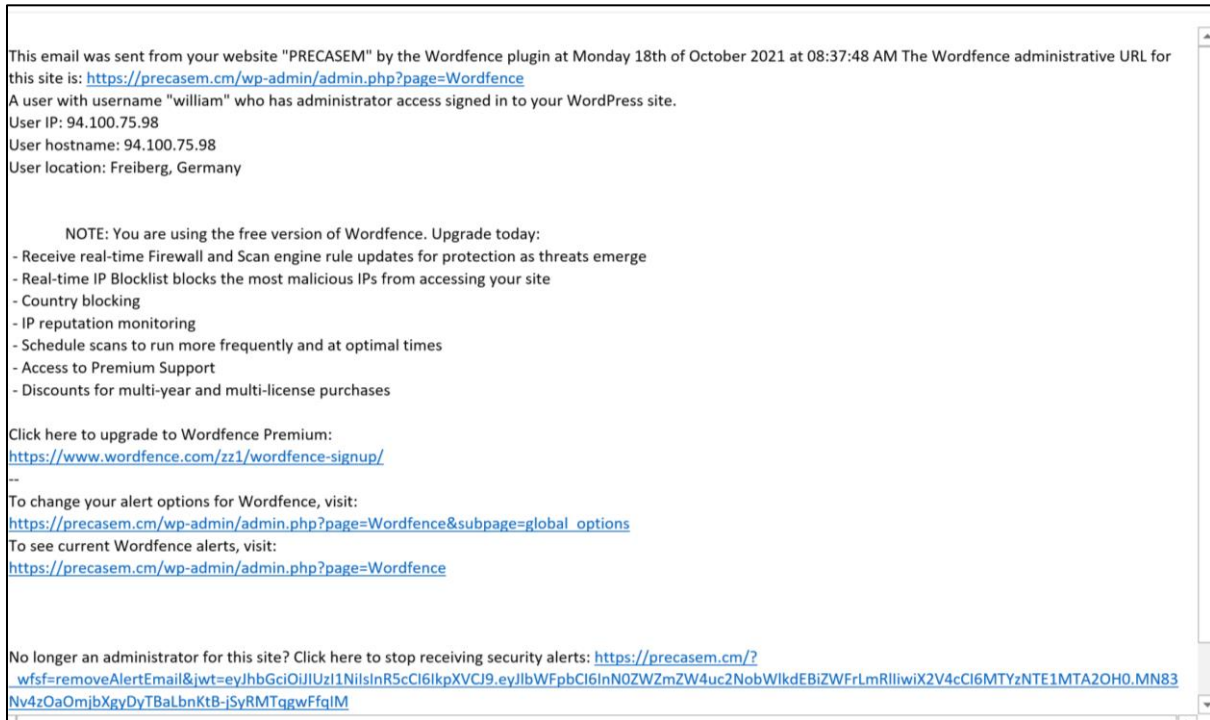 This email was sent from your website "PRECASEM" by the Wordfence plugin at Monday 18th of October 2021 at 08:37:48 AM The Wordfence administrative URL for
this site is: https://precasem.cm/wp-admin/admin.php?page=Wordfence
A user with username "william" who has administrator access signed in to your WordPress site.
User IP: 94.100.75.98
User hostname: 94.100.75.98
User location: Freiberg, Germany
NOTE: You are using the free version of Wordfence. Upgrade today:
- Receive real-time Firewall and Scan engine rule updates for protection as threats emerge
- Real-time IP Blocklist blocks the most malicious IPs from accessing your site
- Country blocking
- IP reputation monitoring
- Schedule scans to run more frequently and at optimal times
- Access to Premium Support
- Discounts for multi-year and multi-license purchases
Click here to upgrade to Wordfence Premium:
https://www.wordfence.com/zz1/wordfence-signup/
--
To change your alert options for Wordfence, visit:
https://precasem.cm/wp-admin/admin.php?page=Wordfence&subpage=global_options
To see current Wordfence alerts, visit:
https://precasem.cm/wp-admin/admin.php?page=Wordfence
No longer an administrator for this site? Click here to stop receiving security alerts: https://precasem.cm/?
_wfsf=removeAlertEmail&jwt=eyJhbGciOiJIUzI1NiIsInR5cCI6IkpXVCJ9.eyJlbWFpbCI6InN0ZWZmZW4uc2NobWlkdEBiZWFrLmRlIiwiX2V4cCI6MTYzNTE1MTA2OH0.MN83
Nv4zOaOmjbXgyDyTBaLbnKtB-jSyRMTqgwFfqIM